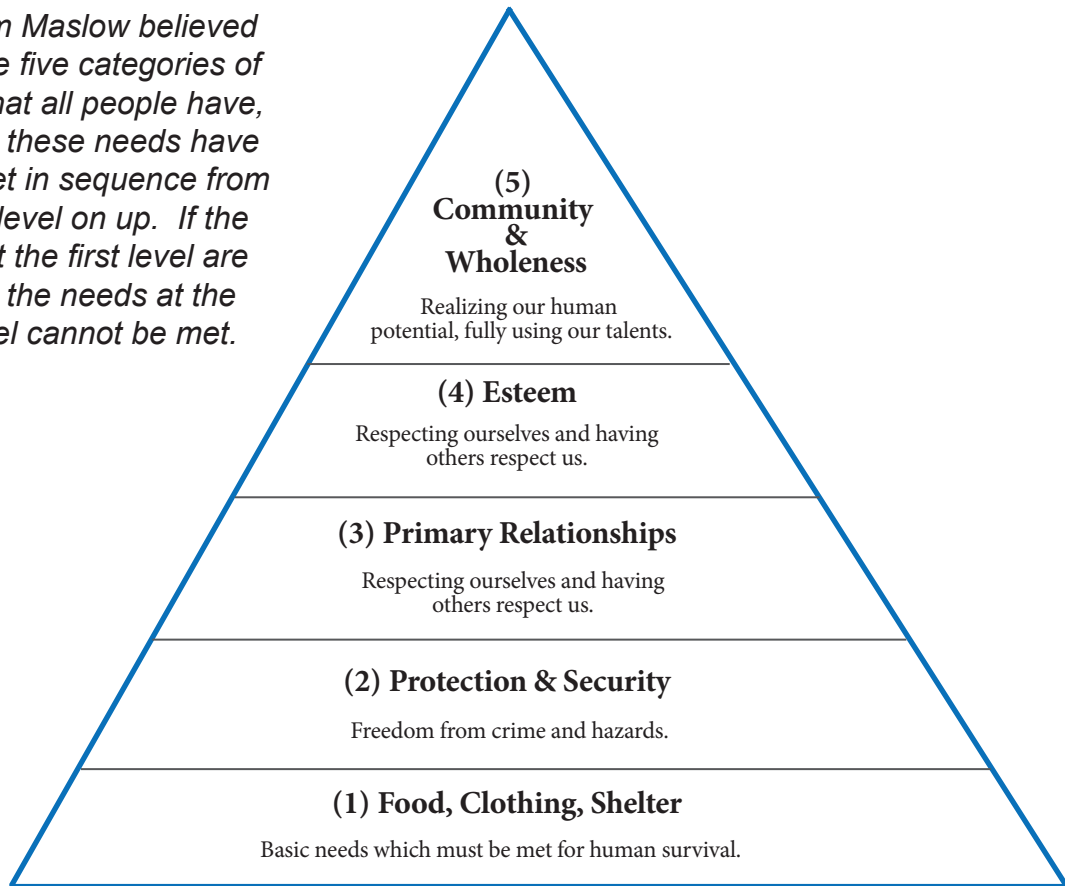 m Maslow believed
e five categories of
hat all people have,
these needs have
et in sequence from
level on up. If the
t the first level are
the needs at the
el cannot be met.
(5)
Community
&
Wholeness
Realizing our human
potential, fully using our talents.
(4) Esteem
Respecting ourselves and having
others respect us.
(3) Primary Relationships
Respecting ourselves and having
others respect us.
(2) Protection & Security
Freedom from crime and hazards.
(1) Food, Clothing, Shelter
Basic needs which must be met for human survival.